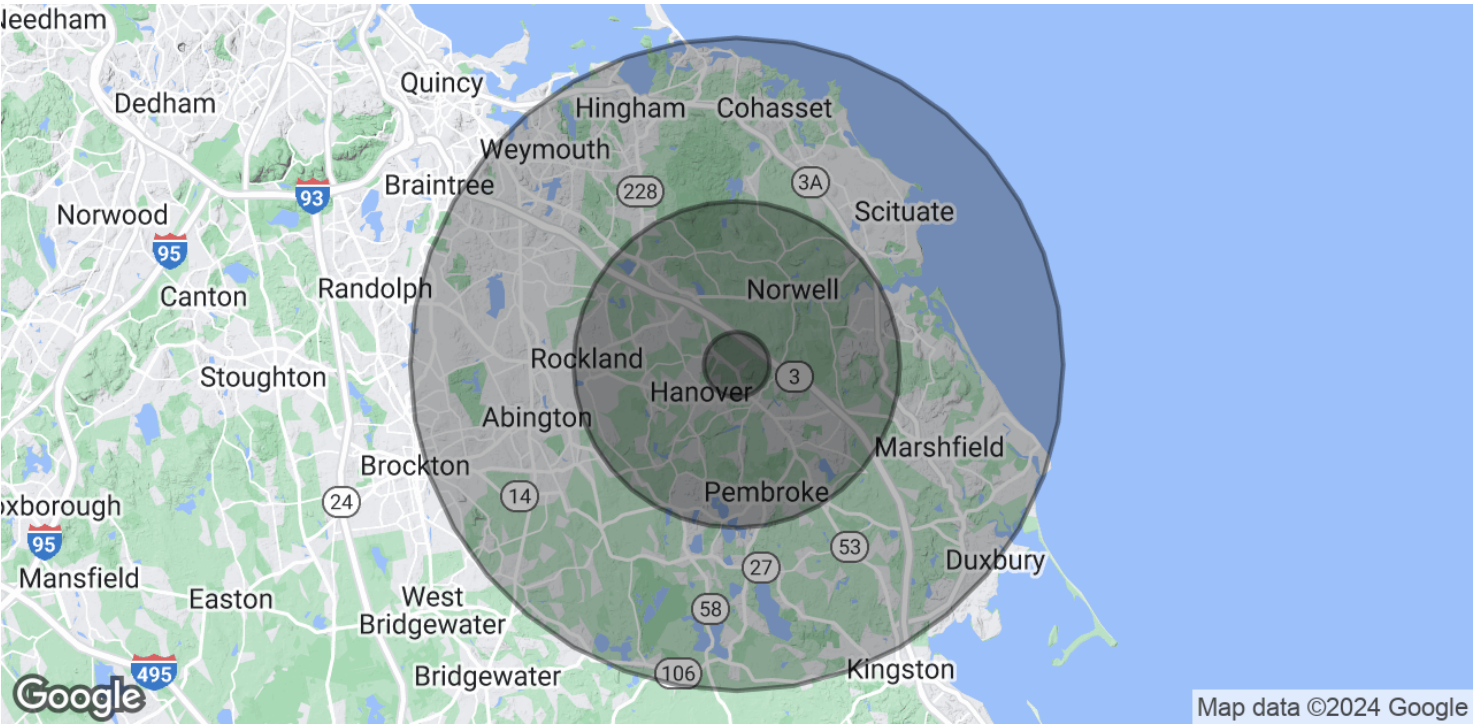 Needham
Quincy
Dedham
Hingham
Cohasset
Weymouth
Braintree
228
3A
93
Norwood
Scituate
95
Canton
Randolph
Norwell
Rockland
Stoughton
3
Hanover
Abington
Marshfield
Brockton
14
24
Pembroke
oxborough
95
53
Duxbury
27
Mansfield
Easton
West
Bridgewater
58
Kingston
495
Bridgewater
106
Google
Map data ©2024 Google